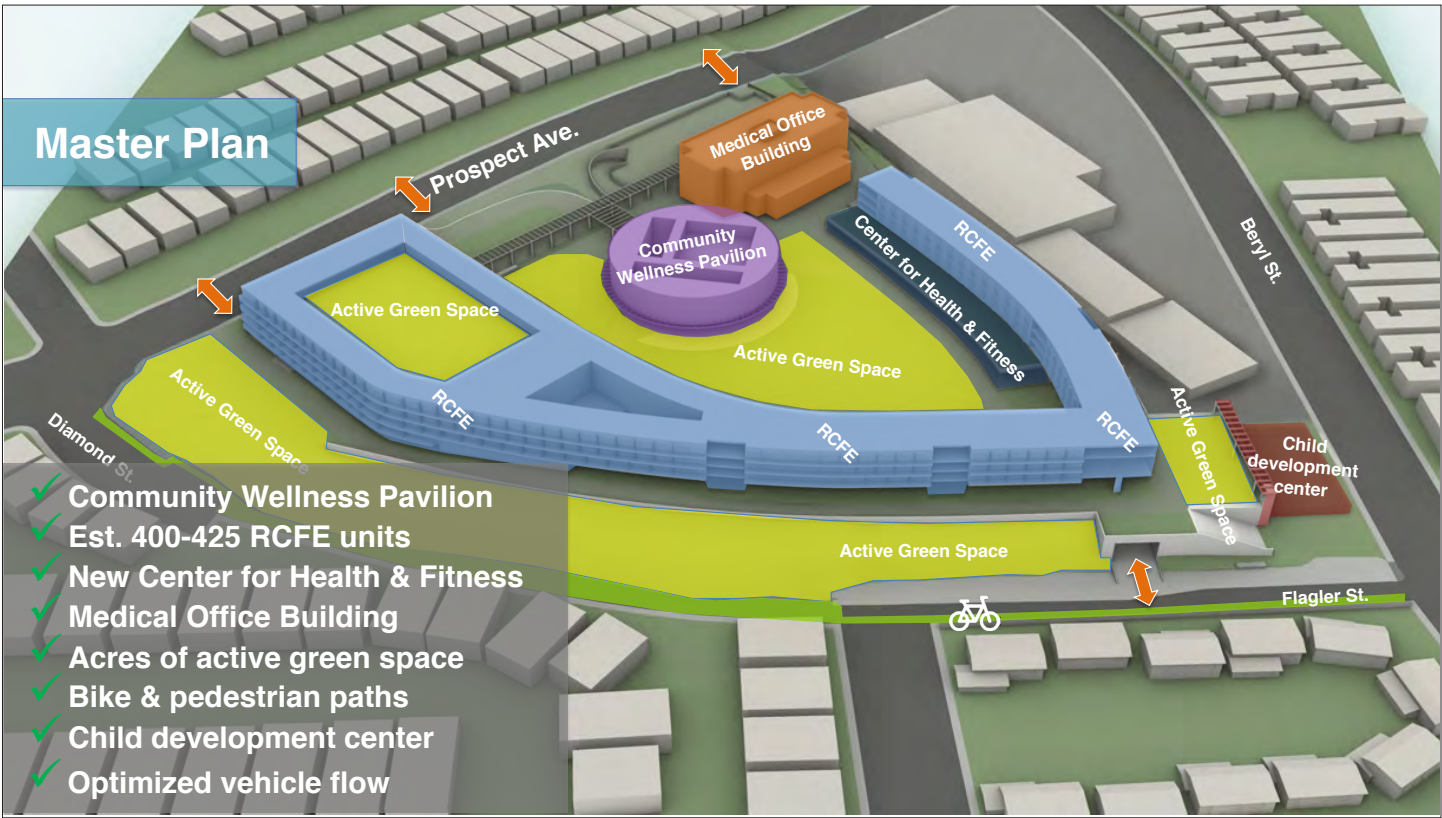 Master Plan
Prospect Ave.
Medical Office
Building
Community
Wellness Pavilion
RCFE
Center for Health & Fitness
Beryl St.
Active Green Space
Active Green Space
Active Green Space
RCFE
RCFE
RCFE
Active Green Space
Child
development
center
Diamond St.
Active Green Space
Flagler St.
✓ Community Wellness Pavilion
✓ Est. 400-425 RCFE units
✓ New Center for Health & Fitness
✓ Medical Office Building
✓ Acres of active green space
✓ Bike & pedestrian paths
✓ Child development center
✓ Optimized vehicle flow